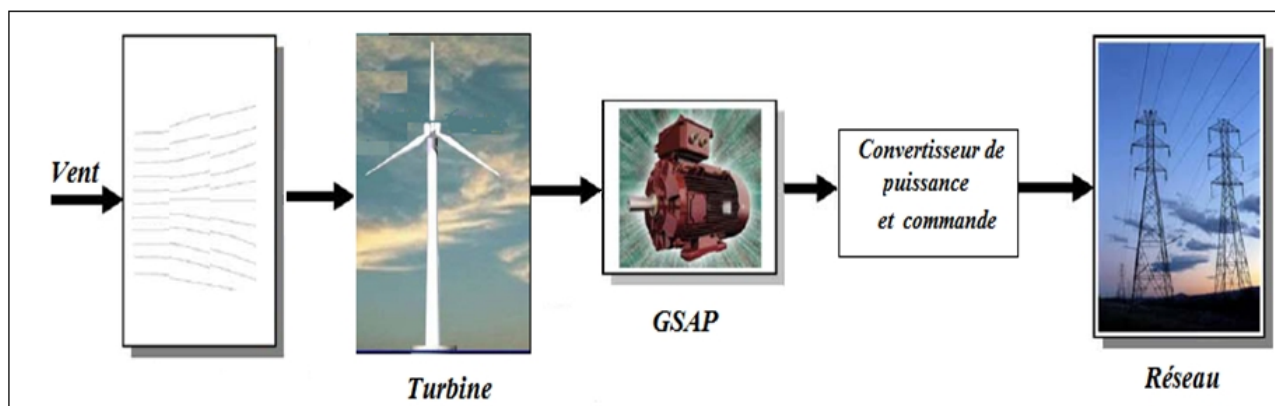 Vent
Turbine
GSAP
Convertisseur de
puissance
et commande
Réseau